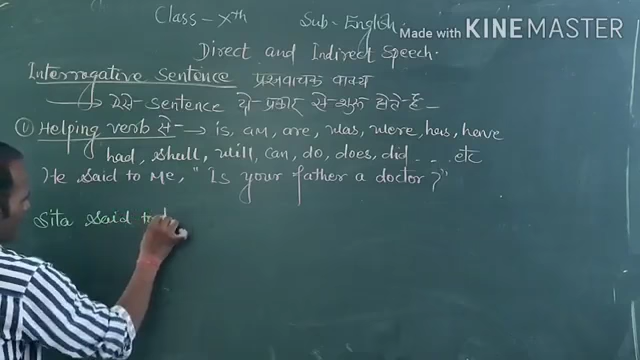 Class - Xth Sub - English.
Made with KINEMASTER
Direct and Indirect Speech.
Interrogative Sentence प्रश्नवाचक वाक्य
→ ऐसे - Sentence दो - प्रकार से - शुरू होते हैं -
① Helping verb से - → is, am, are, was, were, has, have
had, shall, will, can, do, does, did . . . etc
He said to me, "Is your father a doctor?"
Sita said